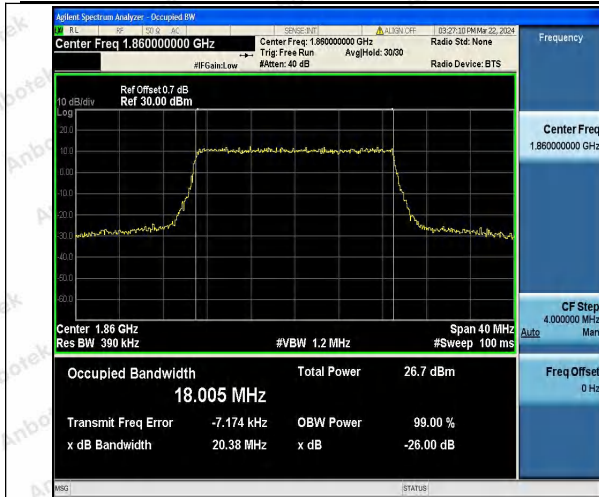 Agilent Spectrum Analyzer - Occupied BW
RL RF 50 Ω AC SENSE:INT ALIGN OFF 03:27:10 PM Mar 22, 2024
Center Freq 1.860000000 GHz Center Freq: 1.860000000 GHz Radio Std: None Frequency
Trig: Free Run Avg|Hold: 30/30
#IFGain:Low #Atten: 40 dB Radio Device: BTS
Ref Offset 0.7 dB
10 dB/div Ref 30.00 dBm
Log
20.0
10.0
0.00
-10.0
-20.0
-30.0
-40.0
-50.0
-60.0
Center Freq
1.860000000 GHz
Center 1.86 GHz Span 40 MHz
Res BW 390 kHz #VBW 1.2 MHz #Sweep 100 ms
CF Step
4.000000 MHz
Auto Man
Occupied Bandwidth Total Power 26.7 dBm
18.005 MHz
Freq Offset
0 Hz
Transmit Freq Error -7.174 kHz OBW Power 99.00 %
x dB Bandwidth 20.38 MHz x dB -26.00 dB
MSG STATUS